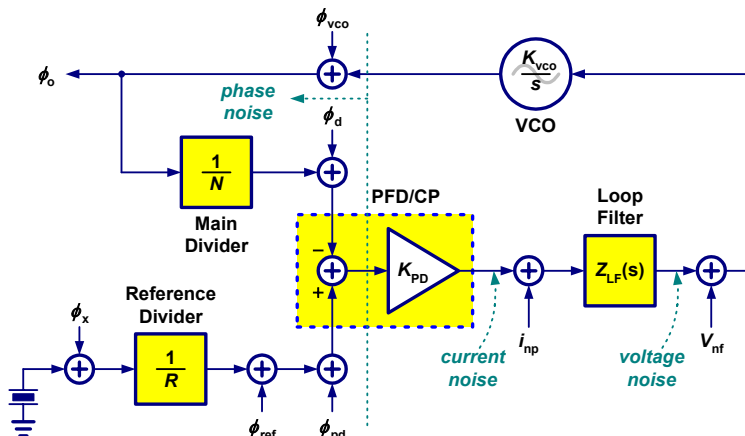 ϕvco
ϕo
phase
noise
Kvco
s
VCO
ϕd
1
N
Main
Divider
PFD/CP
−
+
KPD
Loop
Filter
ZLF(s)
Reference
Divider
ϕx
1
R
ϕref
ϕpd
inp
current
noise
voltage
noise
Vnf